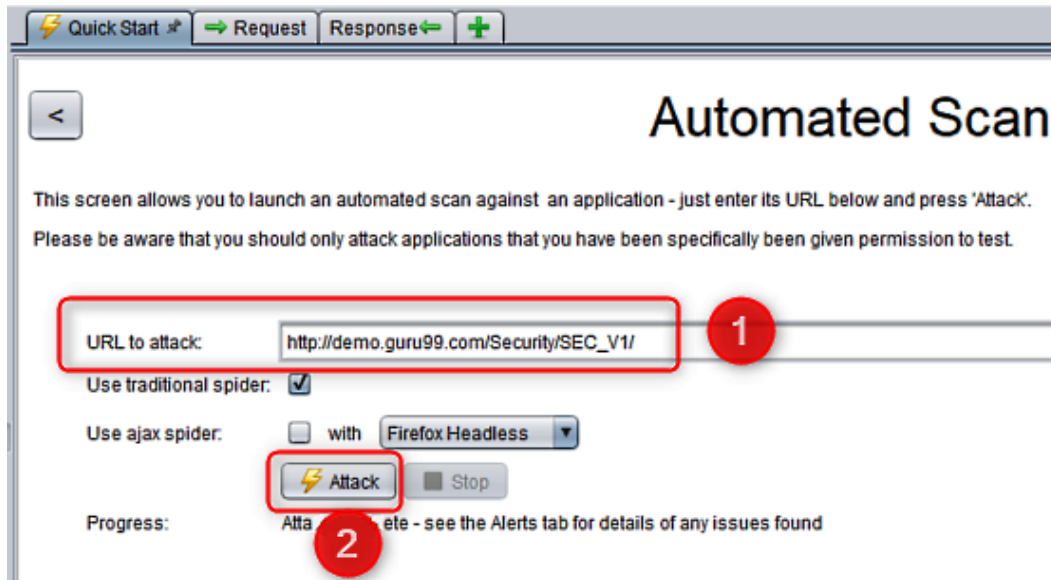 Quick Start Request Response
<
Automated Scan
This screen allows you to launch an automated scan against an application - just enter its URL below and press 'Attack'.
Please be aware that you should only attack applications that you have been specifically been given permission to test.
URL to attack: http://demo.guru99.com/Security/SEC_V1/
1
Use traditional spider:
Use ajax spider: with Firefox Headless
Attack Stop
Progress: Atta ete - see the Alerts tab for details of any issues found
2